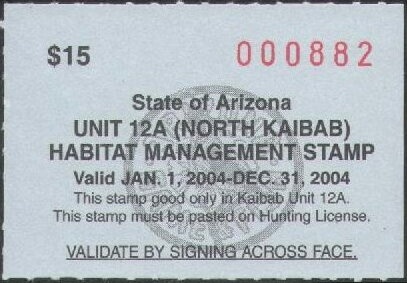 $15 000882
State of Arizona
UNIT 12A (NORTH KAIBAB)
HABITAT MANAGEMENT STAMP
Valid JAN. 1, 2004-DEC. 31, 2004
This stamp good only in Kaibab Unit 12A.
This stamp must be pasted on Hunting License.
VALIDATE BY SIGNING ACROSS FACE.